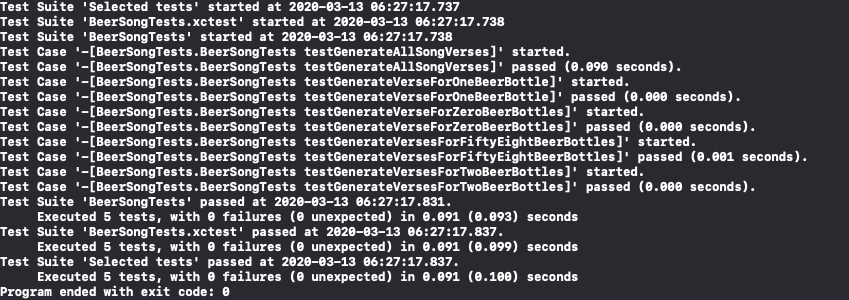 Test Suite 'Selected tests' started at 2020-03-13 06:27:17.737
Test Suite 'BeerSongTests.xctest' started at 2020-03-13 06:27:17.738
Test Suite 'BeerSongTests' started at 2020-03-13 06:27:17.738
Test Case '-[BeerSongTests.BeerSongTests testGenerateAllSongVerses]' started.
Test Case '-[BeerSongTests.BeerSongTests testGenerateAllSongVerses]' passed (0.090 seconds).
Test Case '-[BeerSongTests.BeerSongTests testGenerateVerseForOneBeerBottle]' started.
Test Case '-[BeerSongTests.BeerSongTests testGenerateVerseForOneBeerBottle]' passed (0.000 seconds).
Test Case '-[BeerSongTests.BeerSongTests testGenerateVerseForZeroBeerBottles]' started.
Test Case '-[BeerSongTests.BeerSongTests testGenerateVerseForZeroBeerBottles]' passed (0.000 seconds).
Test Case '-[BeerSongTests.BeerSongTests testGenerateVersesForFiftyEightBeerBottles]' started.
Test Case '-[BeerSongTests.BeerSongTests testGenerateVersesForFiftyEightBeerBottles]' passed (0.001 seconds).
Test Case '-[BeerSongTests.BeerSongTests testGenerateVersesForTwoBeerBottles]' started.
Test Case '-[BeerSongTests.BeerSongTests testGenerateVersesForTwoBeerBottles]' passed (0.000 seconds).
Test Suite 'BeerSongTests' passed at 2020-03-13 06:27:17.831.
Executed 5 tests, with 0 failures (0 unexpected) in 0.091 (0.093) seconds
Test Suite 'BeerSongTests.xctest' passed at 2020-03-13 06:27:17.837.
Executed 5 tests, with 0 failures (0 unexpected) in 0.091 (0.099) seconds
Test Suite 'Selected tests' passed at 2020-03-13 06:27:17.837.
Executed 5 tests, with 0 failures (0 unexpected) in 0.091 (0.100) seconds
Program ended with exit code: 0